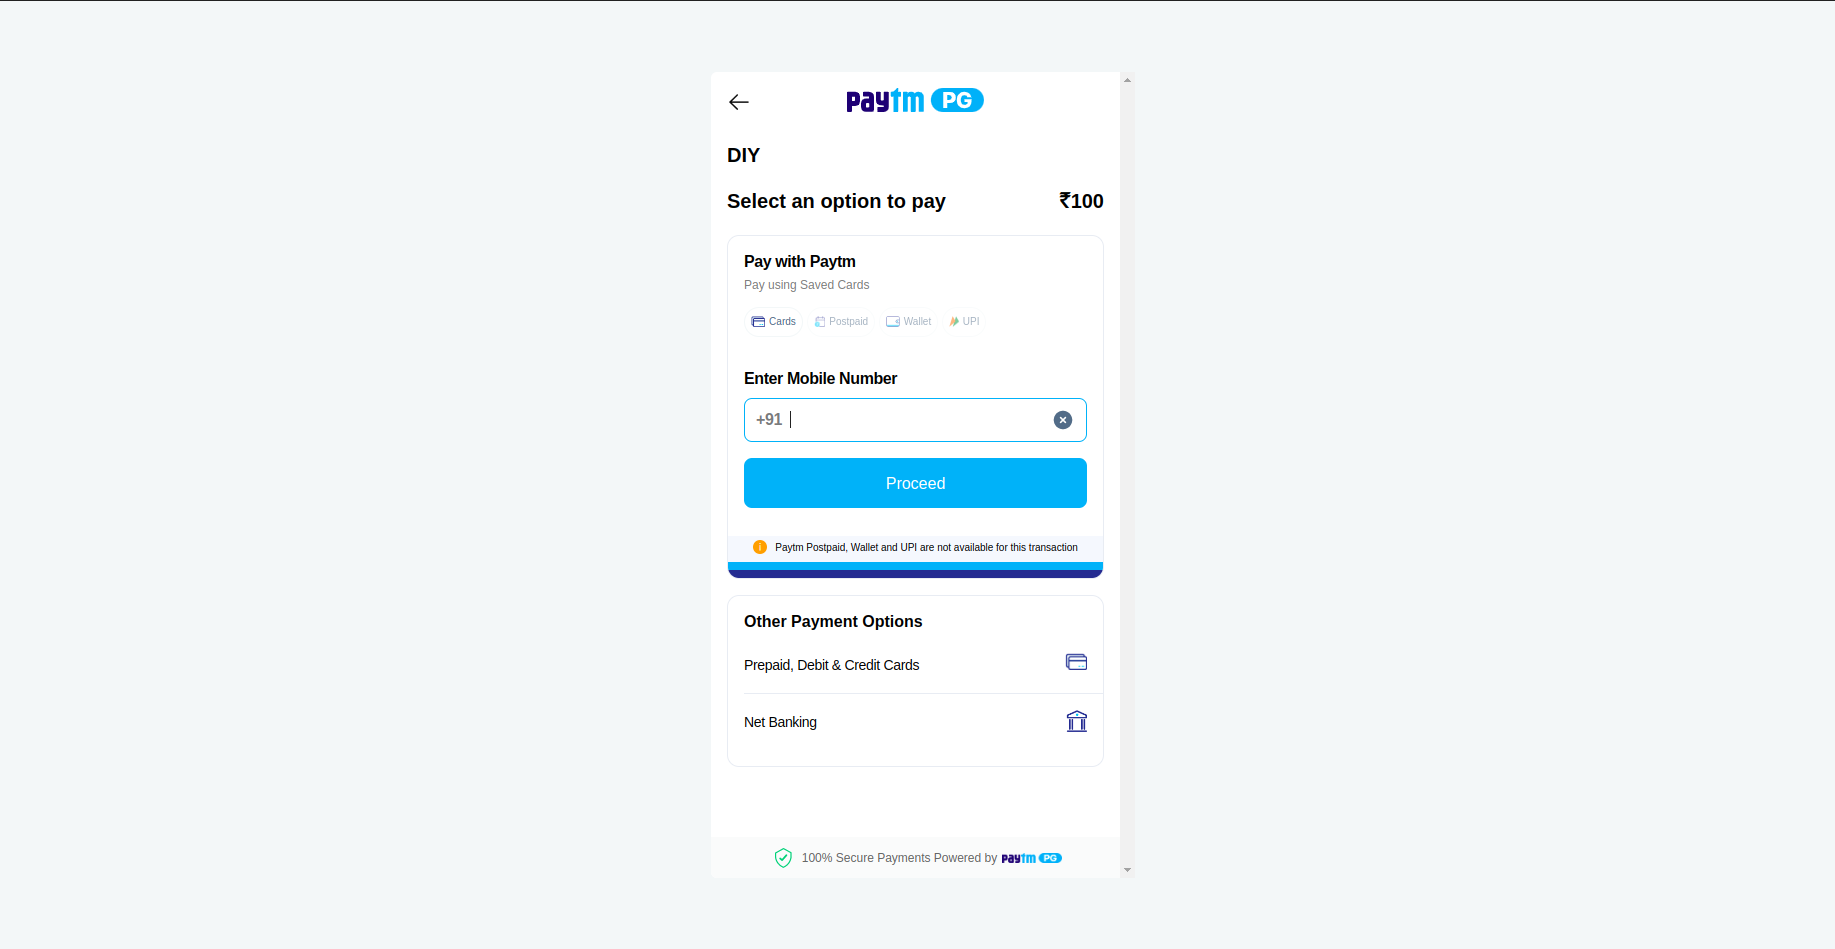 paytm PG
DIY
Select an option to pay ₹100
Pay with Paytm
Pay using Saved Cards
Cards Postpaid Wallet UPI
Enter Mobile Number
+91
Proceed
Paytm Postpaid, Wallet and UPI are not available for this transaction
Other Payment Options
Prepaid, Debit & Credit Cards
Net Banking
100% Secure Payments Powered by paytm PG